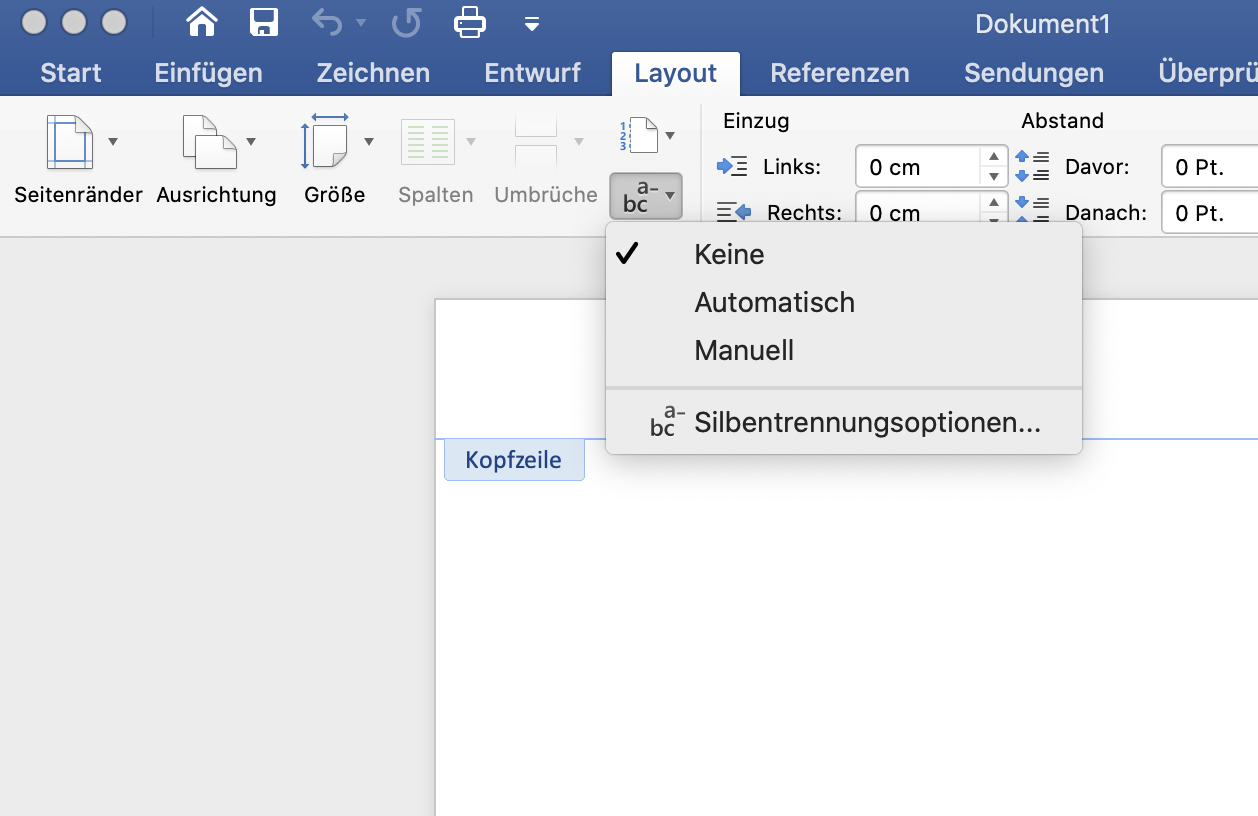 Dokument1
Start Einfügen Zeichnen Entwurf Layout Referenzen Sendungen
Einzug Abstand
Links: 0 cm Davor: 0 Pt.
Seitenränder Ausrichtung Größe Spalten Umbrüche
1
2
3
a-
bc
Rechts: 0 cm Danach: 0 Pt.
Keine
Automatisch
Manuell
a-
bc
Silbentrennungsoptionen...
Kopfzeile